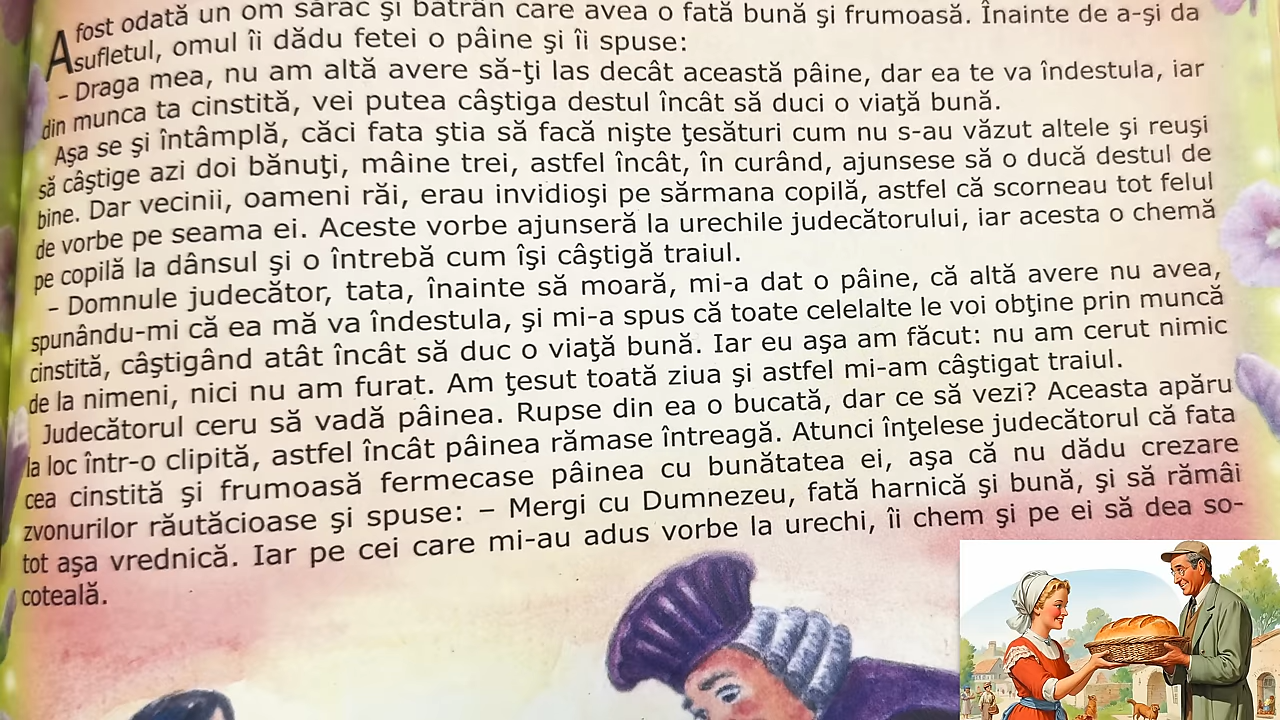 A fost odată un om sărac şi bătrân care avea o fată bună şi frumoasă. Înainte de a-şi da
sufletul, omul îi dădu fetei o pâine şi îi spuse:
– Draga mea, nu am altă avere să-ţi las decât această pâine, dar ea te va îndestula, iar
din munca ta cinstită, vei putea câştiga destul încât să duci o viaţă bună.
Aşa se şi întâmplă, căci fata ştia să facă nişte ţesături cum nu s-au văzut altele şi reuşi
să câştige azi doi bănuţi, mâine trei, astfel încât, în curând, ajunsese să o ducă destul de
bine. Dar vecinii, oameni răi, erau invidioşi pe sărmana copilă, astfel că scorneau tot felul
de vorbe pe seama ei. Aceste vorbe ajunseră la urechile judecătorului, iar acesta o chemă
pe copilă la dânsul şi o întrebă cum îşi câştigă traiul.
– Domnule judecător, tata, înainte să moară, mi-a dat o pâine, că altă avere nu avea,
spunându-mi că ea mă va îndestula, şi mi-a spus că toate celelalte le voi obţine prin muncă
cinstită, câştigând atât încât să duc o viaţă bună. Iar eu aşa am făcut: nu am cerut nimic
de la nimeni, nici nu am furat. Am ţesut toată ziua şi astfel mi-am câştigat traiul.
Judecătorul ceru să vadă pâinea. Rupse din ea o bucată, dar ce să vezi? Aceasta apăru
la loc într-o clipită, astfel încât pâinea rămase întreagă. Atunci înţelese judecătorul că fata
cea cinstită şi frumoasă fermecase pâinea cu bunătatea ei, aşa că nu dădu crezare
zvonurilor răutăcioase şi spuse: – Mergi cu Dumnezeu, fată harnică şi bună, şi să rămâi
tot aşa vrednică. Iar pe cei care mi-au adus vorbe la urechi, îi chem şi pe ei să dea so-
coteală.